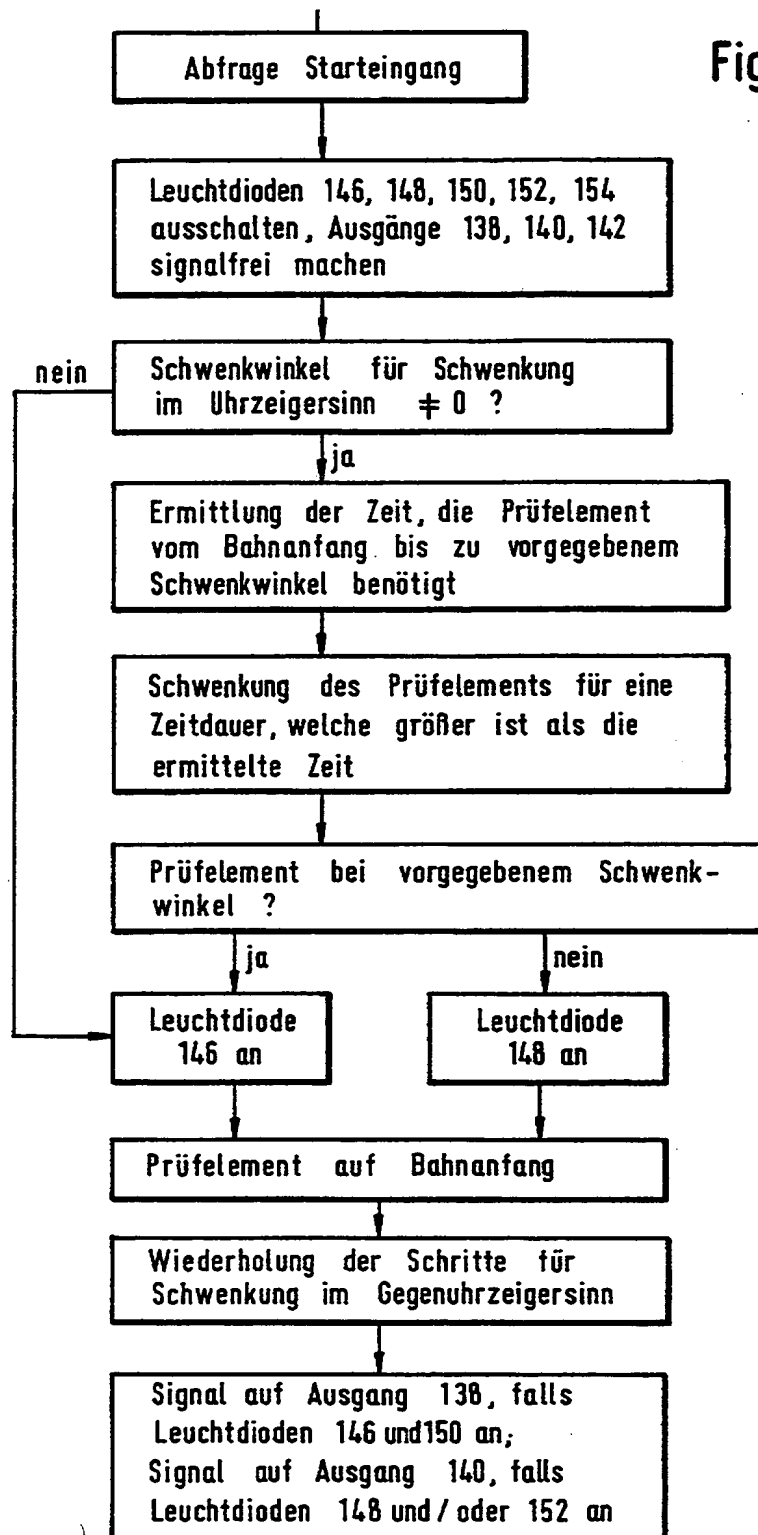 Abfrage Starteingang
Fig
Leuchtdioden 146, 148, 150, 152, 154
ausschalten, Ausgänge 138, 140, 142
signalfrei machen
nein
Schwenkwinkel für Schwenkung
im Uhrzeigersinn ≠ 0 ?
ja
Ermittlung der Zeit, die Prüfelement
vom Bahnanfang bis zu vorgegebenem
Schwenkwinkel benötigt
Schwenkung des Prüfelements für eine
Zeitdauer, welche größer ist als die
ermittelte Zeit
Prüfelement bei vorgegebenem Schwenk-
winkel ?
ja
nein
Leuchtdiode
146 an
Leuchtdiode
148 an
Prüfelement auf Bahnanfang
Wiederholung der Schritte für
Schwenkung im Gegenuhrzeigersinn
Signal auf Ausgang 138, falls
Leuchtdioden 146 und 150 an;
Signal auf Ausgang 140, falls
Leuchtdioden 148 und / oder 152 an